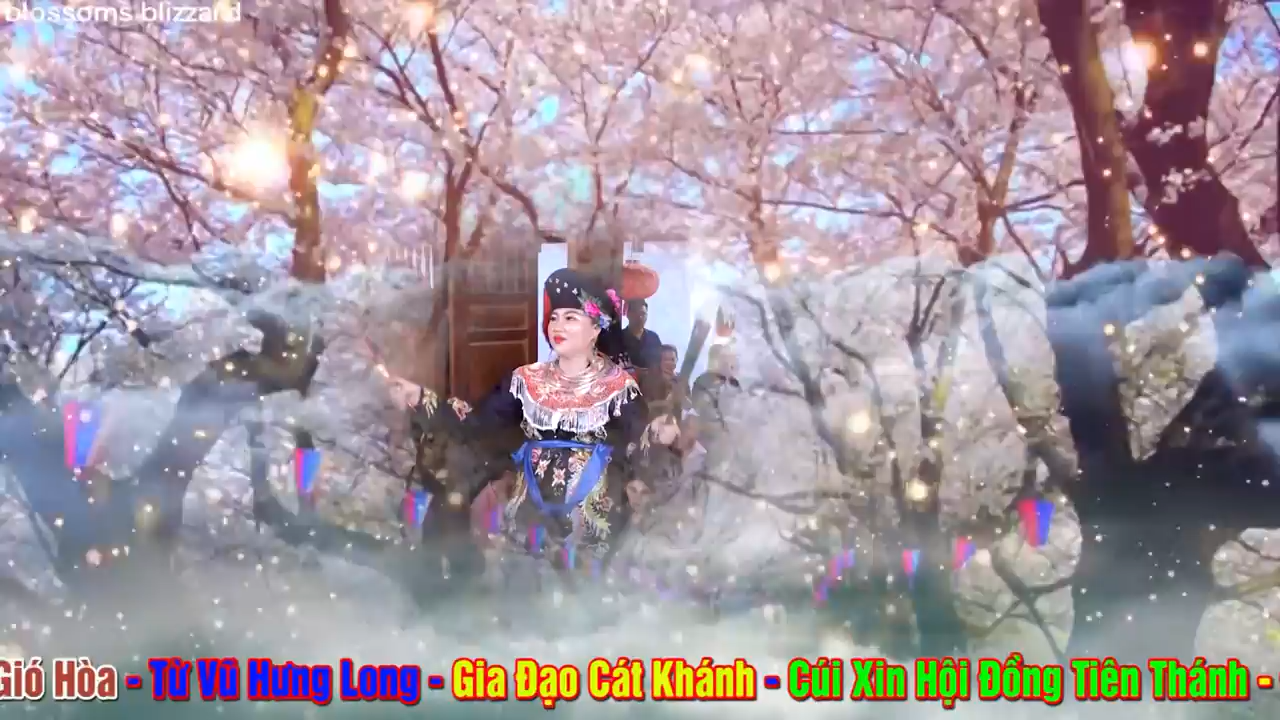 blossoms blizzard
Gió Hòa - Từ Vũ Hưng Long - Gia Đạo Cát Khánh - Cúi Xin Hội Đồng Tiên Thánh -